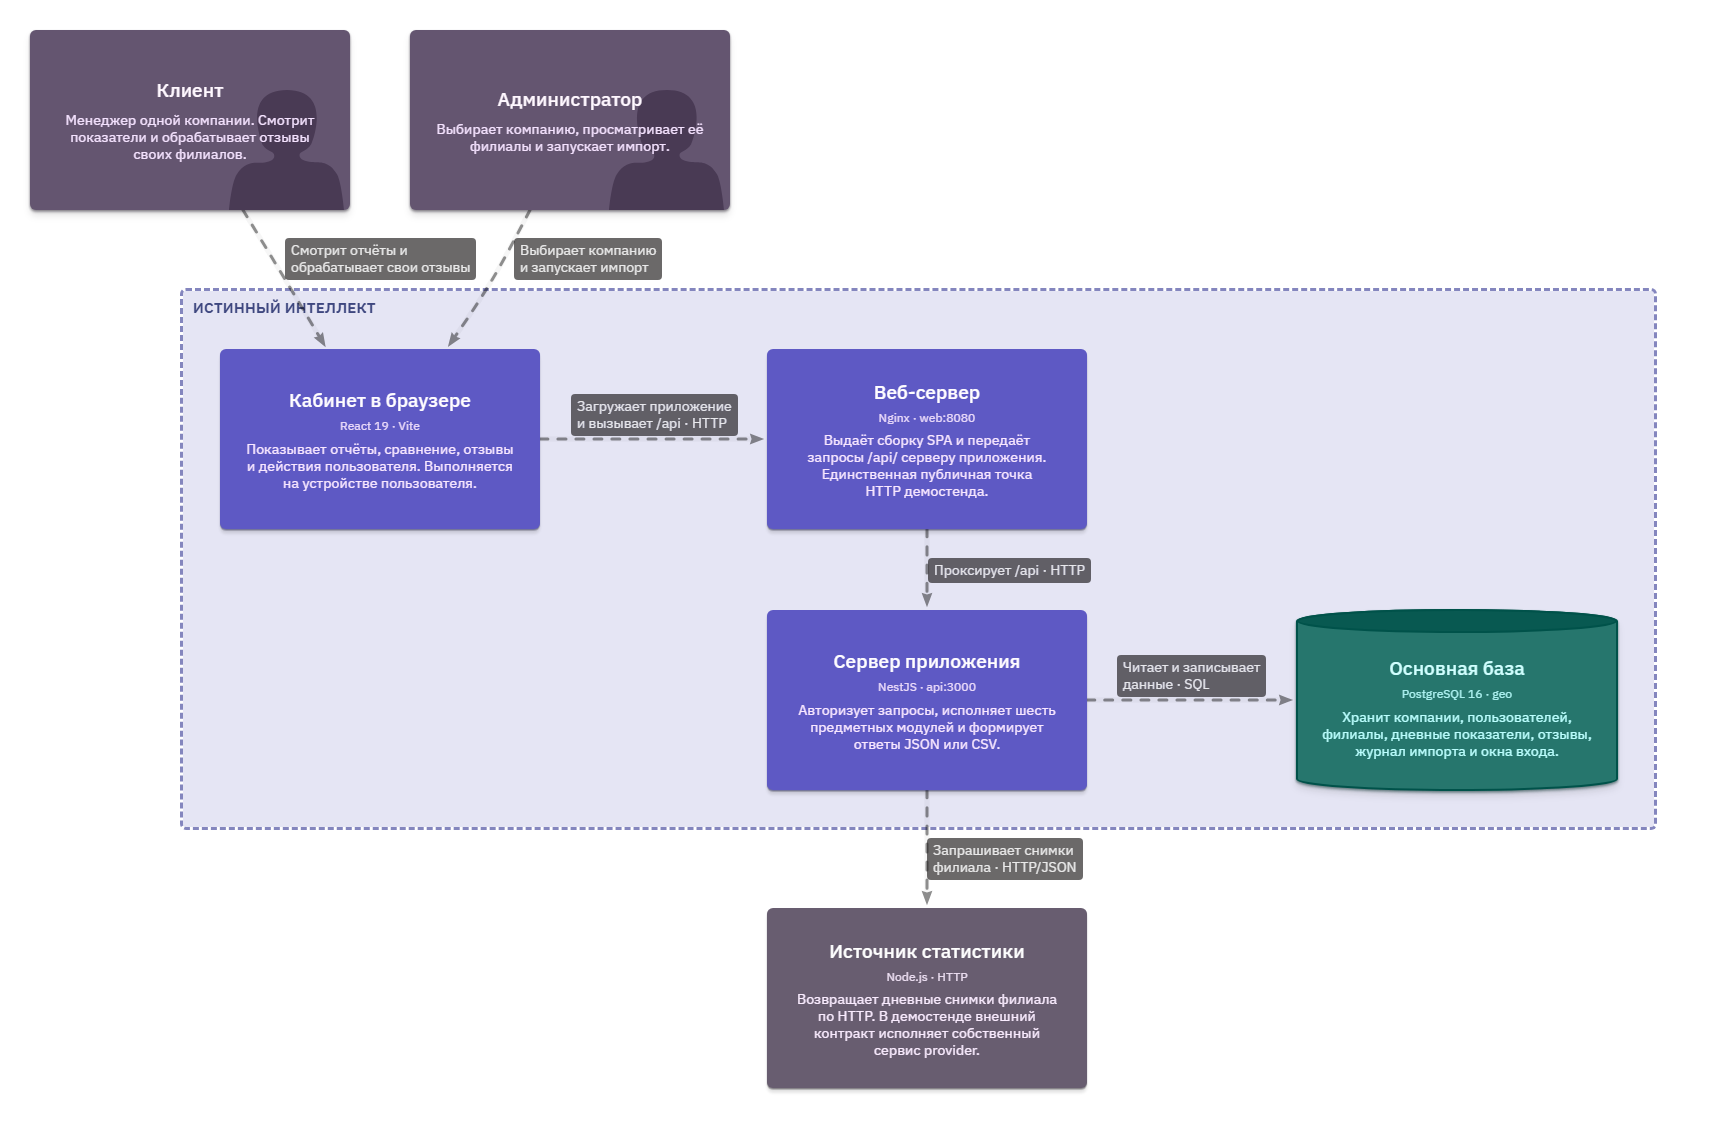 Клиент
Менеджер одной компании. Смотрит
показатели и обрабатывает отзывы
своих филиалов.
Администратор
Выбирает компанию, просматривает её
филиалы и запускает импорт.
Смотрит отчёты и
обрабатывает свои отзывы
Выбирает компанию
и запускает импорт
ИСТИННЫЙ ИНТЕЛЛЕКТ
Кабинет в браузере
React 19 · Vite
Показывает отчёты, сравнение, отзывы
и действия пользователя. Выполняется
на устройстве пользователя.
Загружает приложение
и вызывает /api · HTTP
Веб-сервер
Nginx · web:8080
Выдаёт сборку SPA и передаёт
запросы /api/ серверу приложения.
Единственная публичная точка
HTTP демостенда.
Проксирует /api · HTTP
Сервер приложения
NestJS · api:3000
Авторизует запросы, исполняет шесть
предметных модулей и формирует
ответы JSON или CSV.
Читает и записывает
данные · SQL
Основная база
PostgreSQL 16 · geo
Хранит компании, пользователей,
филиалы, дневные показатели, отзывы,
журнал импорта и окна входа.
Запрашивает снимки
филиала · HTTP/JSON
Источник статистики
Node.js · HTTP
Возвращает дневные снимки филиала
по HTTP. В демостенде внешний
контракт исполняет собственный
сервис provider.